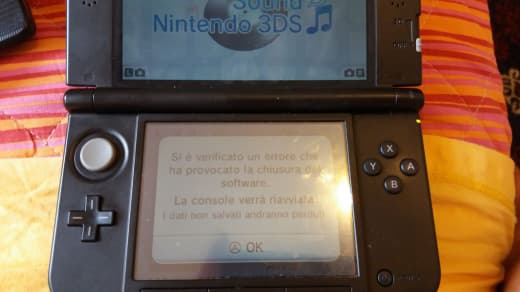 Sound
Nintendo 3DS
X
Y
A
B
Si è verificato un errore che
ha provocato la chiusura del
software.
La console verrà riavviata
I dati non salvati andranno perduti
OK
POWER